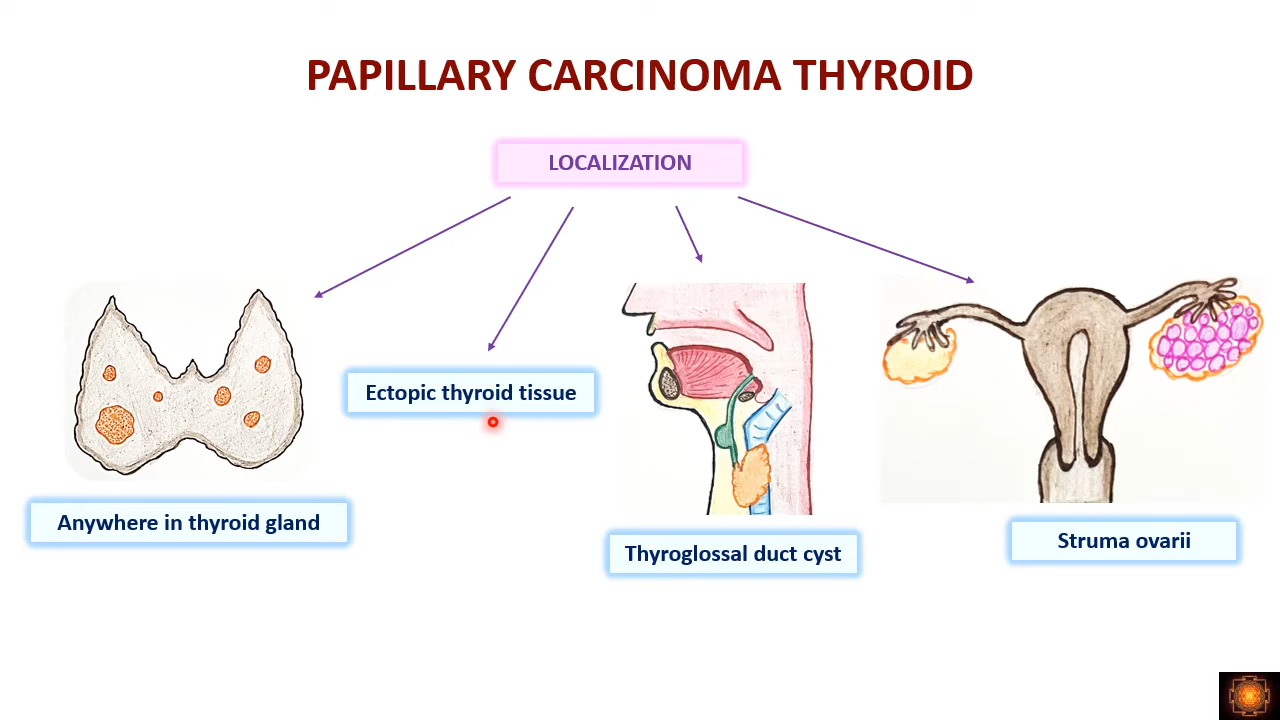 PAPILLARY CARCINOMA THYROID
LOCALIZATION
Ectopic thyroid tissue
Anywhere in thyroid gland
Thyroglossal duct cyst
Struma ovarii